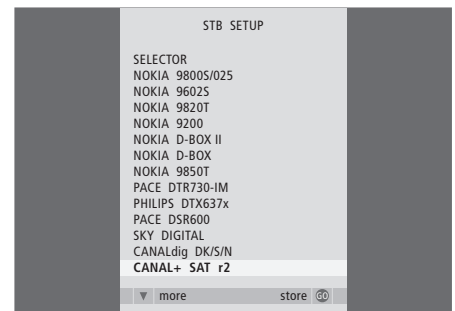 STB SETUP
SELECTOR
NOKIA 9800S/025
NOKIA 9602S
NOKIA 9820T
NOKIA 9200
NOKIA D-BOX II
NOKIA D-BOX
NOKIA 9850T
PACE DTR730-IM
PHILIPS DTX637x
PACE DSR600
SKY DIGITAL
CANALdig DK/S/N
CANAL+ SAT r2
▼ more store GO